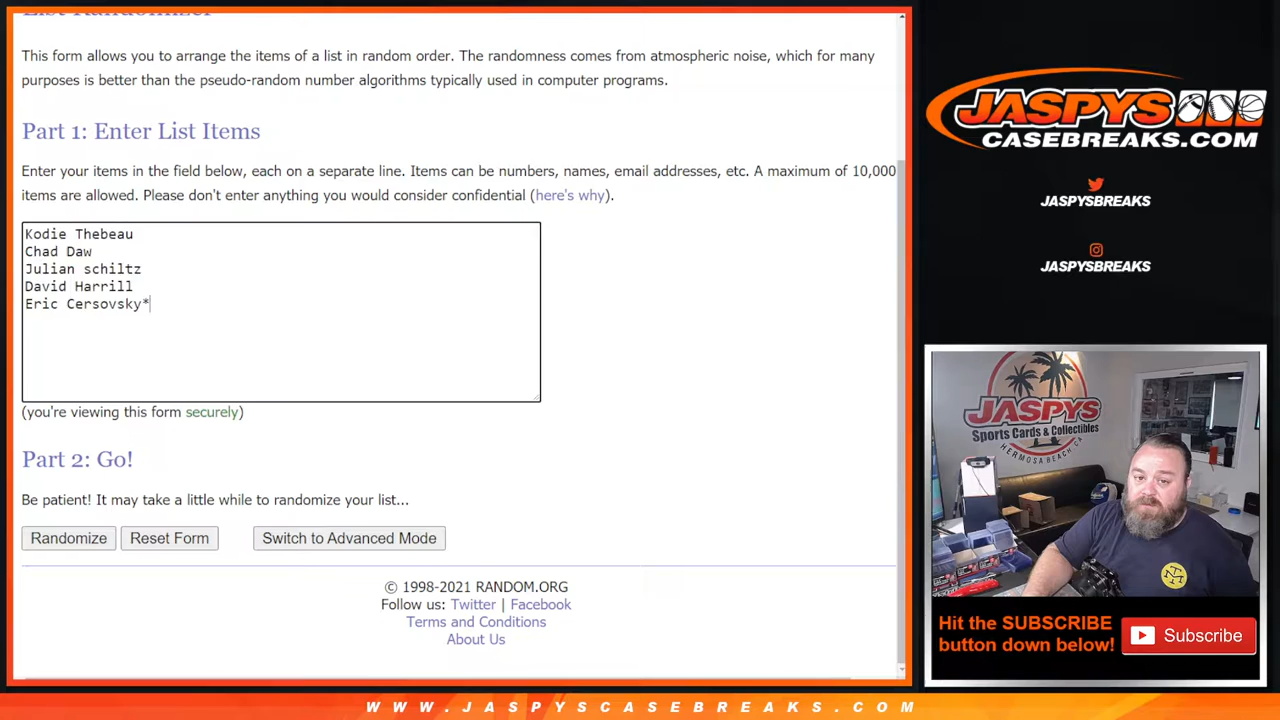 List Randomizer
This form allows you to arrange the items of a list in random order. The randomness comes from atmospheric noise, which for many
purposes is better than the pseudo-random number algorithms typically used in computer programs.
Part 1: Enter List Items
Enter your items in the field below, each on a separate line. Items can be numbers, names, email addresses, etc. A maximum of 10,000
items are allowed. Please don't enter anything you would consider confidential (here's why).
Kodie Thebeau
Chad Daw
Julian schiltz
David Harrill
Eric Cersovsky*
(you're viewing this form securely)
Part 2: Go!
Be patient! It may take a little while to randomize your list...
Randomize
Reset Form
Switch to Advanced Mode
© 1998-2021 RANDOM.ORG
Follow us: Twitter | Facebook
Terms and Conditions
About Us
JASPYS
CASEBREAKS.COM
JASPYSBREAKS
JASPYSBREAKS
JASPYS
Sports Cards & Collectibles
HERMOSA BEACH, CA
Hit the SUBSCRIBE
button down below!
Subscribe
WWW.JASPYSCASEBREAKS.COM